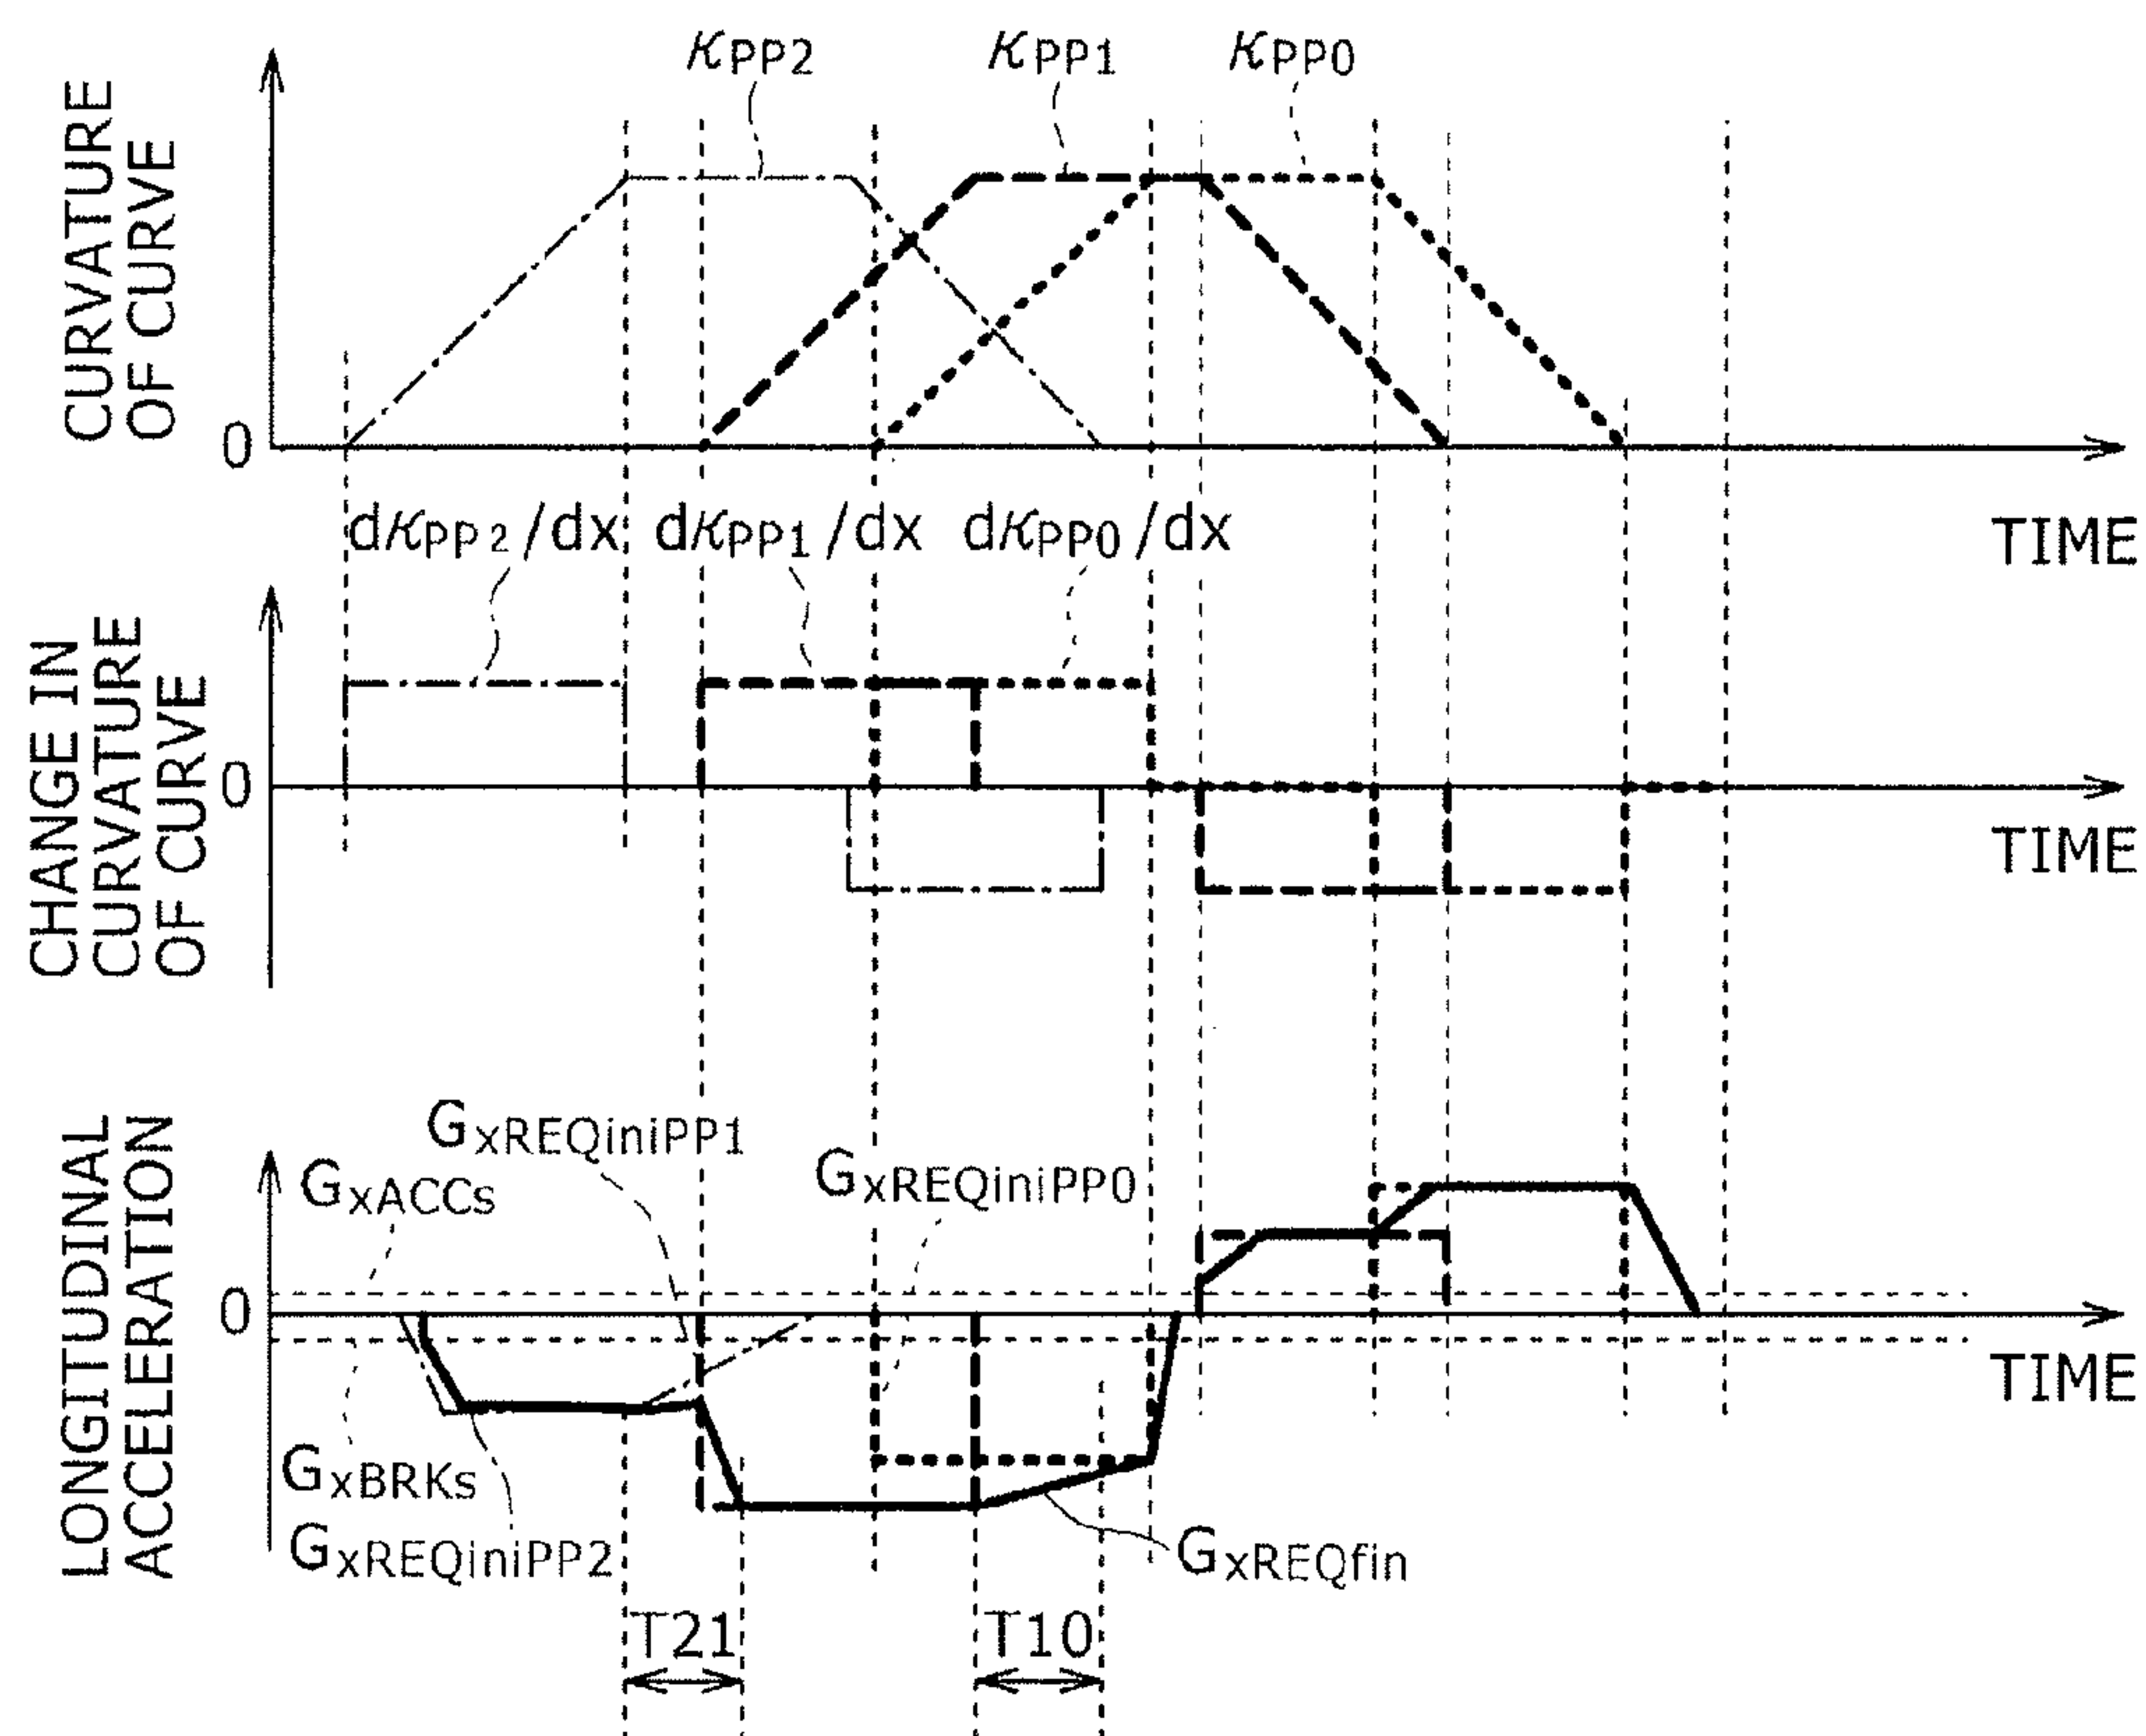 κPP2
κPP1
κPP0
CURVATURE
OF CURVE
0
TIME
dκPP2/dx
dκPP1/dx
dκPP0/dx
CHANGE IN
CURVATURE
OF CURVE
0
TIME
GxREQiniPP1
GxACCs
GxREQiniPP0
LONGITUDINAL
ACCELERATION
0
TIME
GxBRKs
GxREQiniPP2
GxREQfin
T21
T10